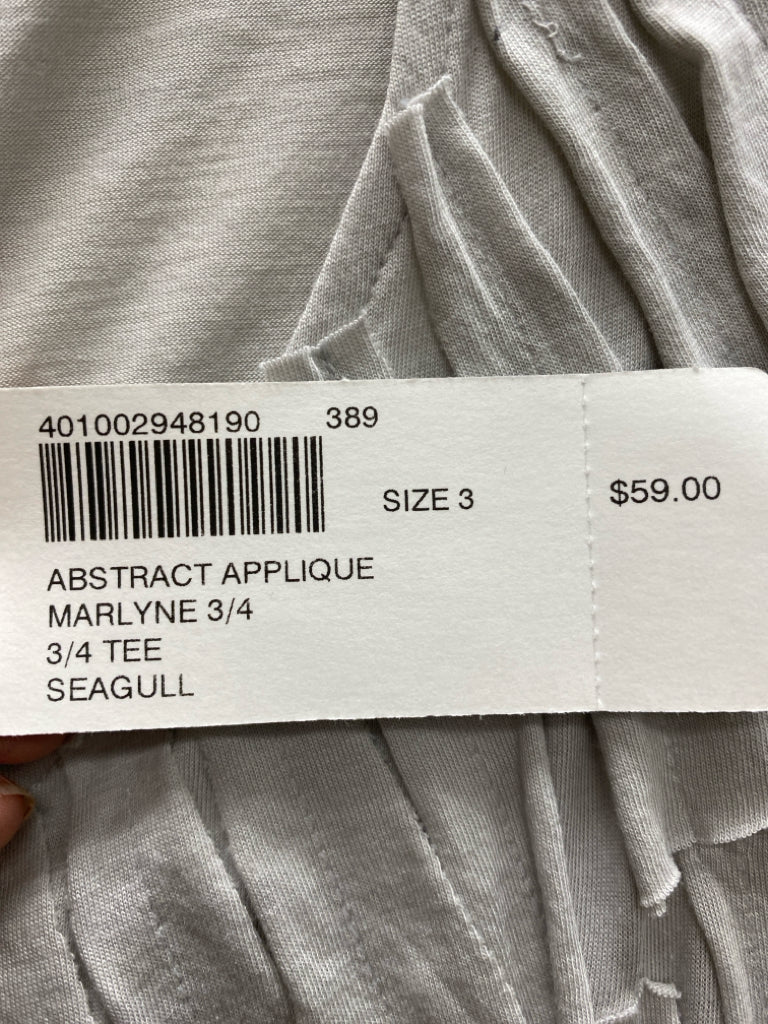 401002948190 389
SIZE 3
$59.00
ABSTRACT APPLIQUE
MARLYNE 3/4
3/4 TEE
SEAGULL